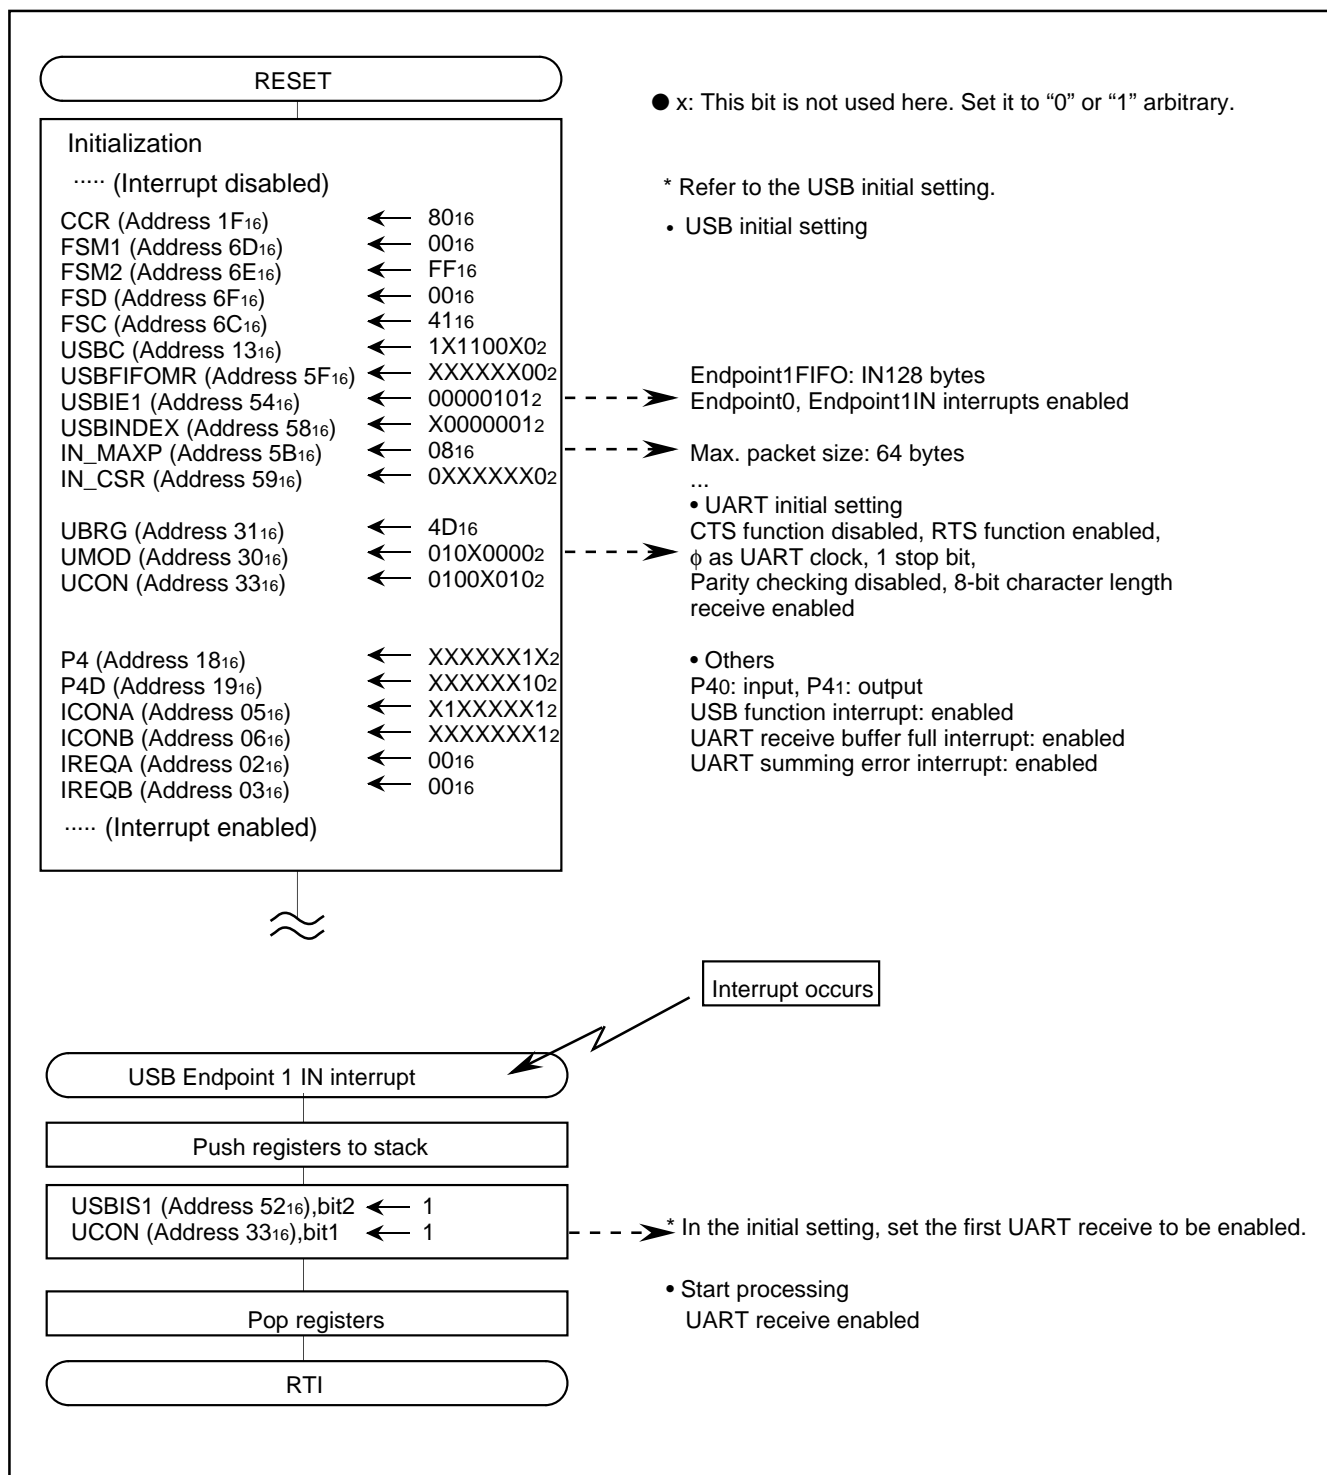 RESET
● x: This bit is not used here. Set it to “0” or “1” arbitrary.
Initialization
····· (Interrupt disabled)
* Refer to the USB initial setting.
• USB initial setting
CCR (Address 1F16) ← 8016
FSM1 (Address 6D16) ← 0016
FSM2 (Address 6E16) ← FF16
FSD (Address 6F16) ← 0016
FSC (Address 6C16) ← 4116
USBC (Address 1316) ← 1X1100X02
USBFIFOMR (Address 5F16) ← XXXXXX002
Endpoint1FIFO: IN128 bytes
USBIE1 (Address 5416) ← 000001012
Endpoint0, Endpoint1IN interrupts enabled
USBINDEX (Address 5816) ← X00000012
IN_MAXP (Address 5B16) ← 0816
Max. packet size: 64 bytes
IN_CSR (Address 5916) ← 0XXXXXX02
...
• UART initial setting
UBRG (Address 3116) ← 4D16
CTS function disabled, RTS function enabled,
UMOD (Address 3016) ← 010X00002
ϕ as UART clock, 1 stop bit,
UCON (Address 3316) ← 0100X0102
Parity checking disabled, 8-bit character length
receive enabled
P4 (Address 1816) ← XXXXXX1X2
• Others
P4D (Address 1916) ← XXXXXX102
P40: input, P41: output
ICONA (Address 0516) ← X1XXXXX12
USB function interrupt: enabled
ICONB (Address 0616) ← XXXXXXX12
UART receive buffer full interrupt: enabled
IREQA (Address 0216) ← 0016
UART summing error interrupt: enabled
IREQB (Address 0316) ← 0016
····· (Interrupt enabled)
Interrupt occurs
USB Endpoint 1 IN interrupt
Push registers to stack
USBIS1 (Address 5216),bit2 ← 1
UCON (Address 3316),bit1 ← 1
* In the initial setting, set the first UART receive to be enabled.
• Start processing
UART receive enabled
Pop registers
RTI